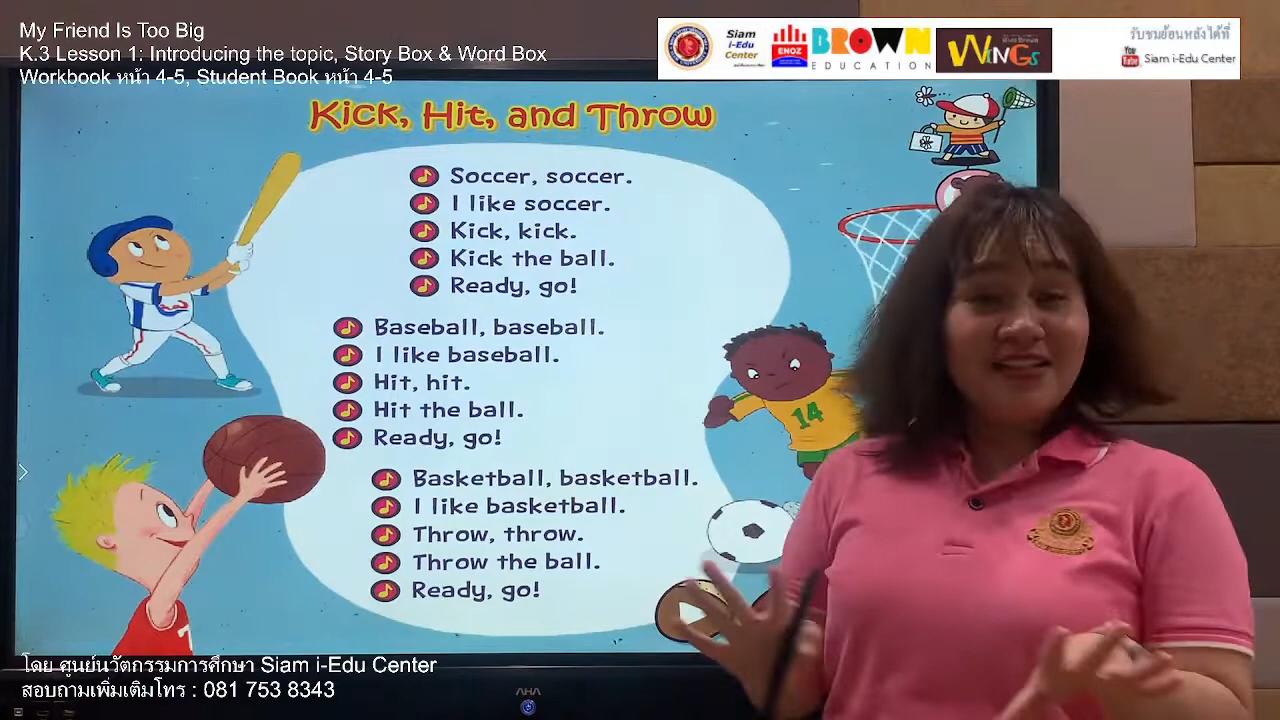 My Friend Is Too Big
K.3 Lesson 1: Introducing the topic, Story Box & Word Box
Workbook หน้า 4-5, Student Book หน้า 4-5
Siam
i-Edu
Center
ENOZ
BROWN
EDUCATION
WiNGs
รับชมย้อนหลังได้ที่
You
Tube
Siam i-Edu Center
Kick, Hit, and Throw
Soccer, soccer.
I like soccer.
Kick, kick.
Kick the ball.
Ready, go!
Baseball, baseball.
I like baseball.
Hit, hit.
Hit the ball.
Ready, go!
14
Basketball, basketball.
I like basketball.
Throw, throw.
Throw the ball.
Ready, go!
โดย ศูนย์นวัตกรรมการศึกษา Siam i-Edu Center
สอบถามเพิ่มเติมโทร : 081 753 8343